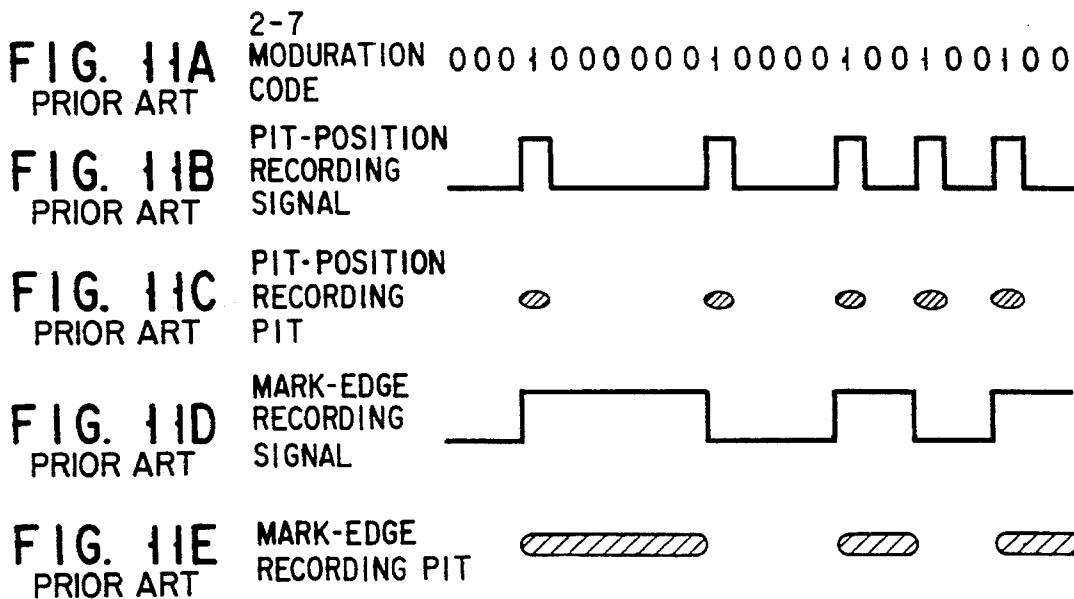 FIG. 11A
PRIOR ART
2-7
MODURATION
CODE
000100000010000100100100
FIG. 11B
PRIOR ART
PIT-POSITION
RECORDING
SIGNAL
FIG. 11C
PRIOR ART
PIT-POSITION
RECORDING
PIT
FIG. 11D
PRIOR ART
MARK-EDGE
RECORDING
SIGNAL
FIG. 11E
PRIOR ART
MARK-EDGE
RECORDING PIT